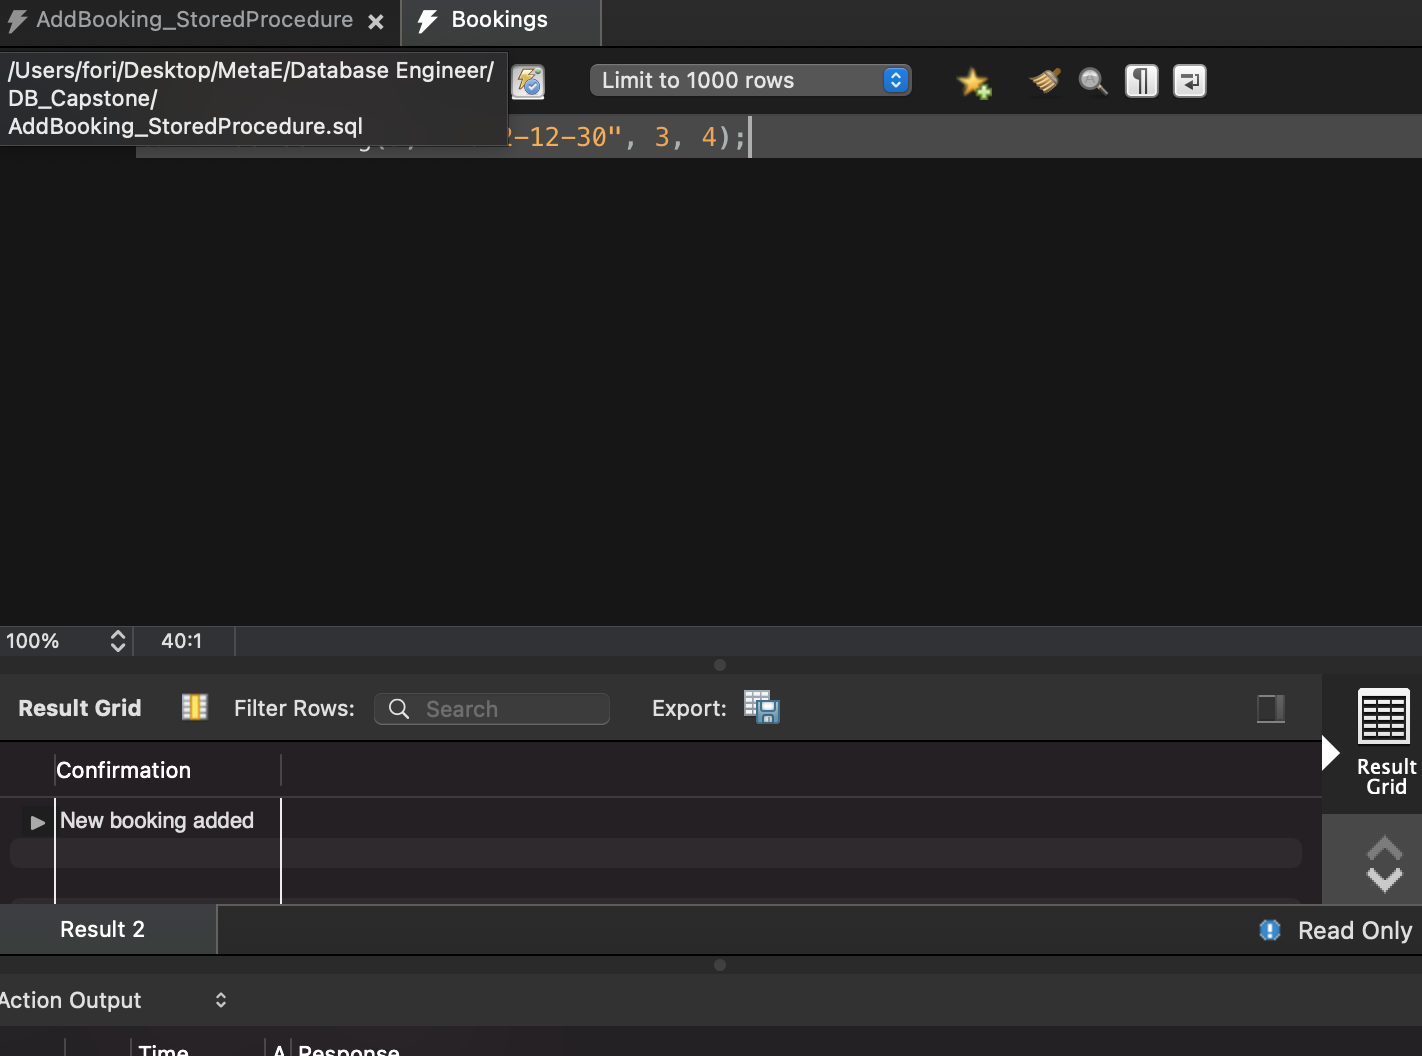 AddBooking_StoredProcedure
Bookings
/Users/fori/Desktop/MetaE/Database Engineer/
DB_Capstone/
AddBooking_StoredProcedure.sql
Limit to 1000 rows
-12-30", 3, 4);
100%
40:1
Result Grid
Filter Rows:
Search
Export:
Result
Grid
Confirmation
New booking added
Result 2
Read Only
Action Output
Time
A
Response